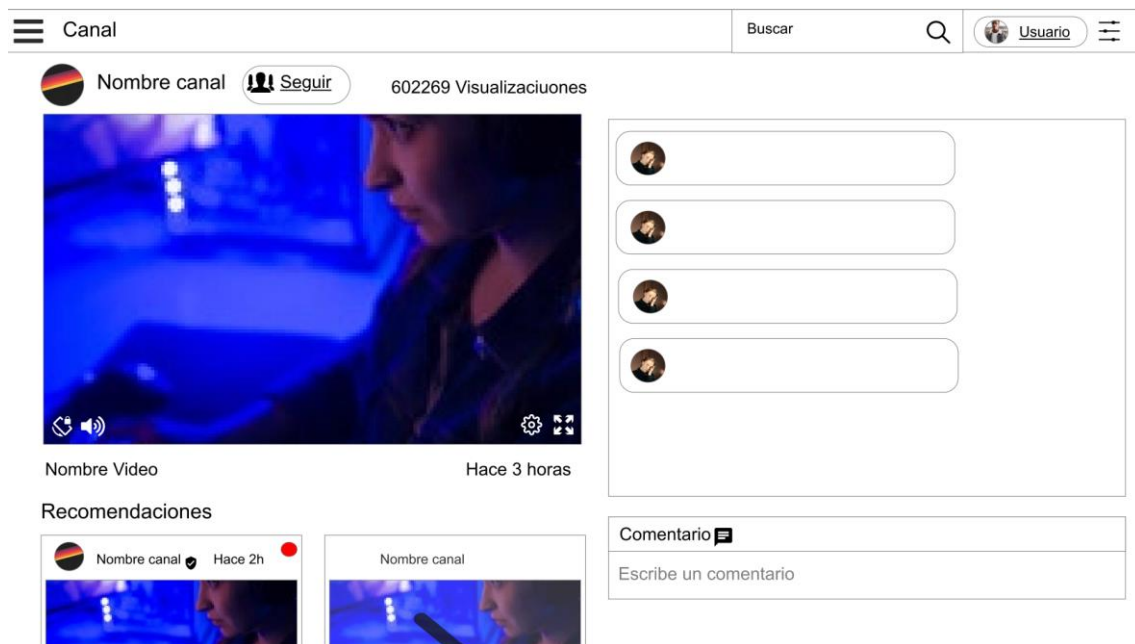 Canal
Buscar
Usuario
Nombre canal
Seguir
602269 Visualizaciuones
Nombre Video
Hace 3 horas
Recomendaciones
Nombre canal
Hace 2h
Nombre canal
Comentario
Escribe un comentario